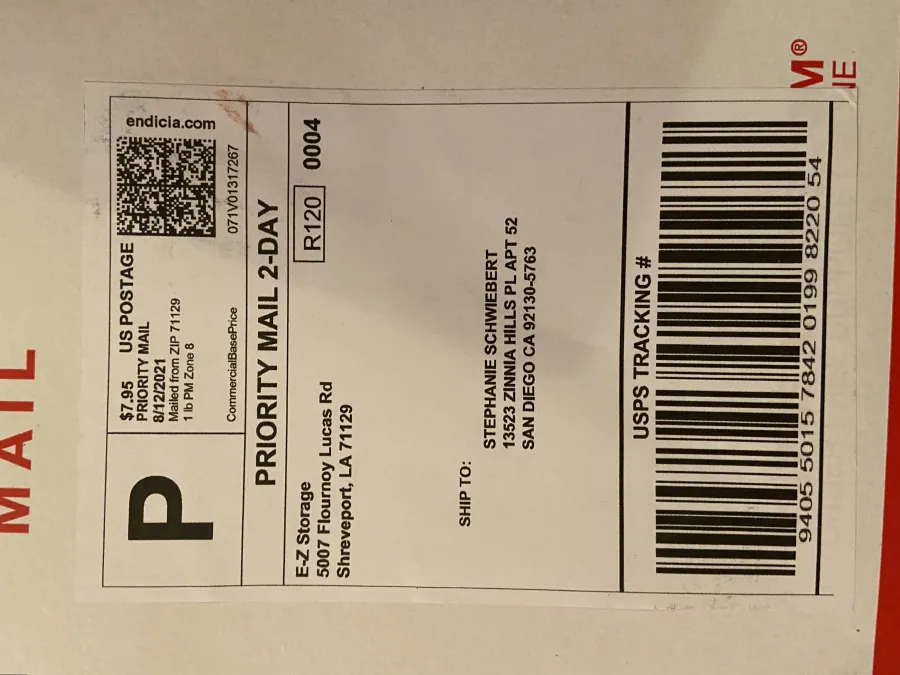 MAIL
P
$7.95 US POSTAGE
PRIORITY MAIL
8/12/2021
Mailed from ZIP 71129
1 lb PM Zone 8
CommercialBasePrice
endicia.com
071V01317267
PRIORITY MAIL 2-DAY
E-Z Storage
5007 Flournoy Lucas Rd
Shreveport, LA 71129
R120 0004
SHIP TO:
STEPHANIE SCHWIEBERT
13523 ZINNIA HILLS PL APT 52
SAN DIEGO CA 92130-5763
USPS TRACKING #
9405 5015 7842 0199 8220 54
M®
NE